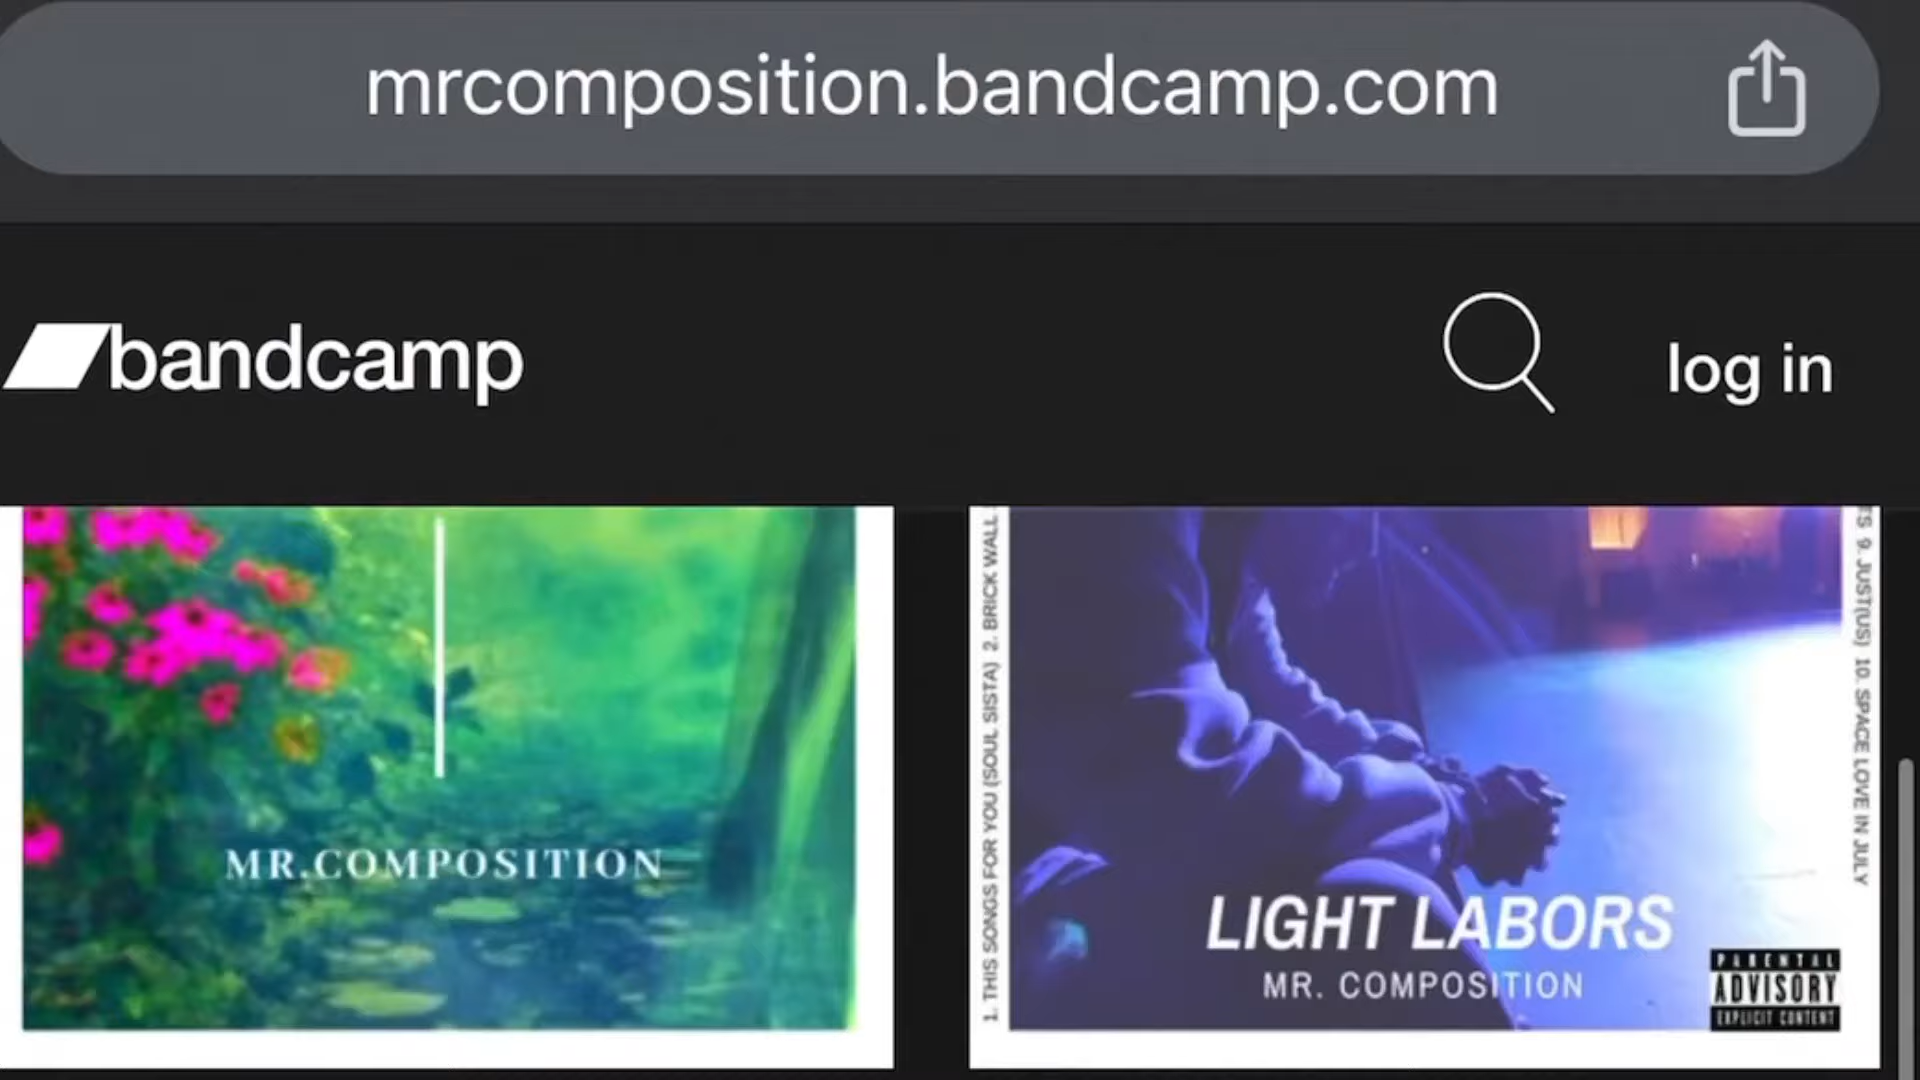 mrcomposition.bandcamp.com
bandcamp
log in
MR.COMPOSITION
1. THIS SONGS FOR YOU (SOUL SISTA) 2. BRICK WALL
9. JUST(US) 10. SPACE LOVE IN JULY
LIGHT LABORS
MR. COMPOSITION
PARENTAL
ADVISORY
EXPLICIT CONTENT